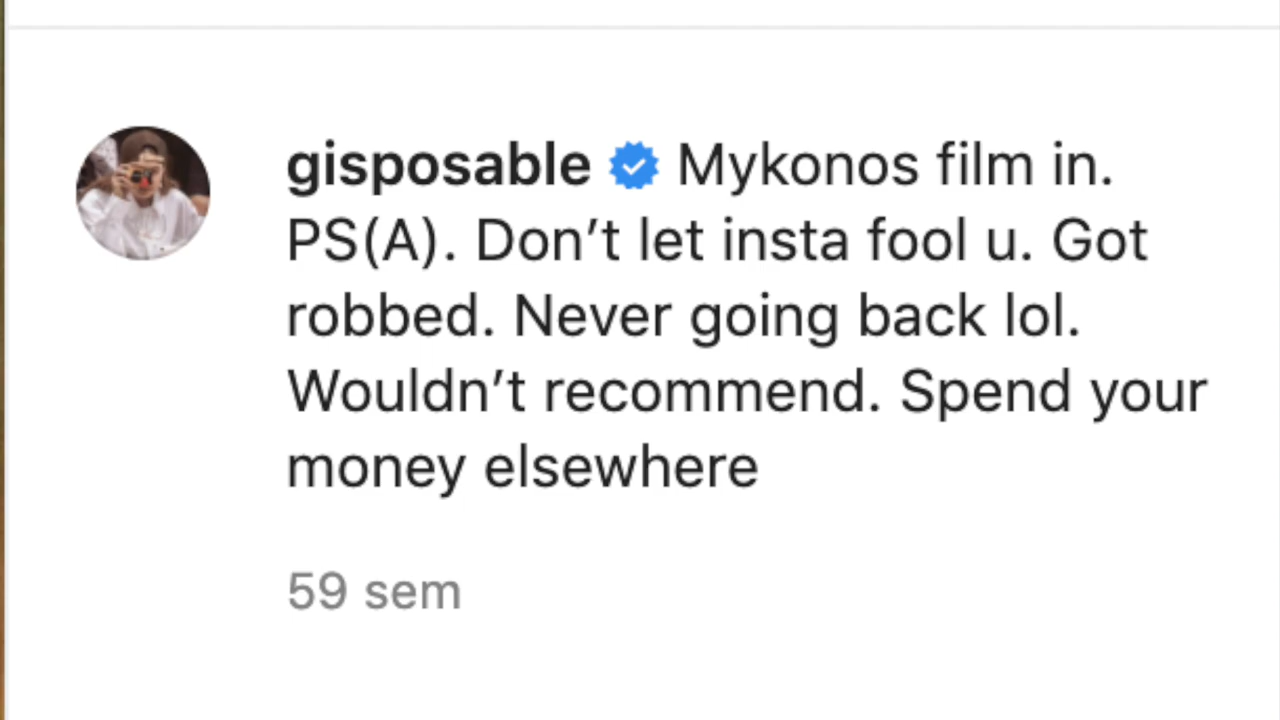 gisposable Mykonos film in.
PS(A). Don’t let insta fool u. Got
robbed. Never going back lol.
Wouldn’t recommend. Spend your
money elsewhere
59 sem